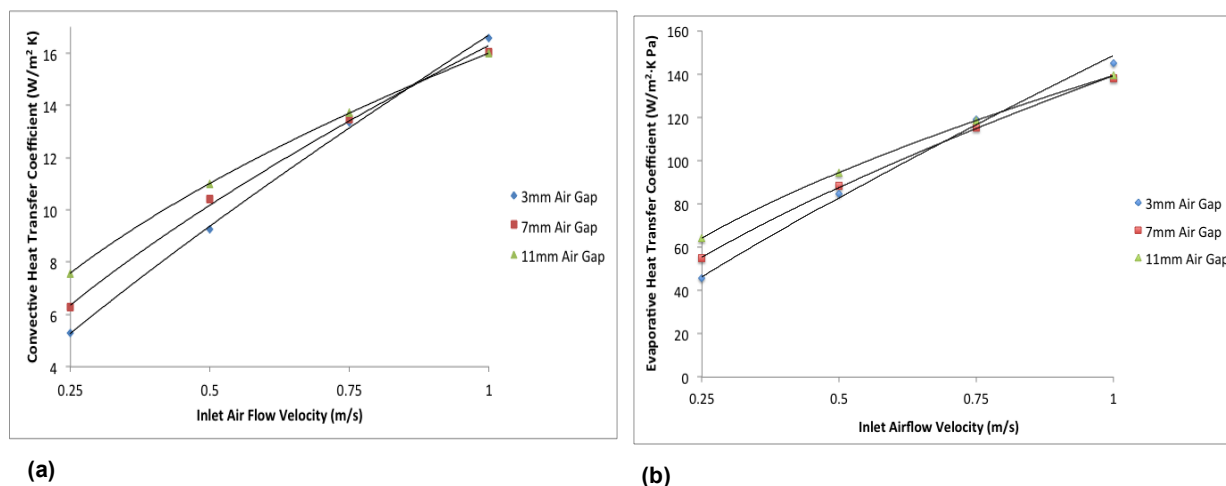 Convective Heat Transfer Coefficient (W/m² K)
16
14
12
10
8
6
4
0.25
0.5
0.75
1
Inlet Air Flow Velocity (m/s)
3mm Air Gap
7mm Air Gap
11mm Air Gap
(a)
Evaporative Heat Transfer Coefficient (W/m²·K Pa)
160
140
120
100
80
60
40
20
0
0.25
0.5
0.75
1
Inlet Airflow Velocity (m/s)
3mm Air Gap
7mm Air Gap
11mm Air Gap
(b)